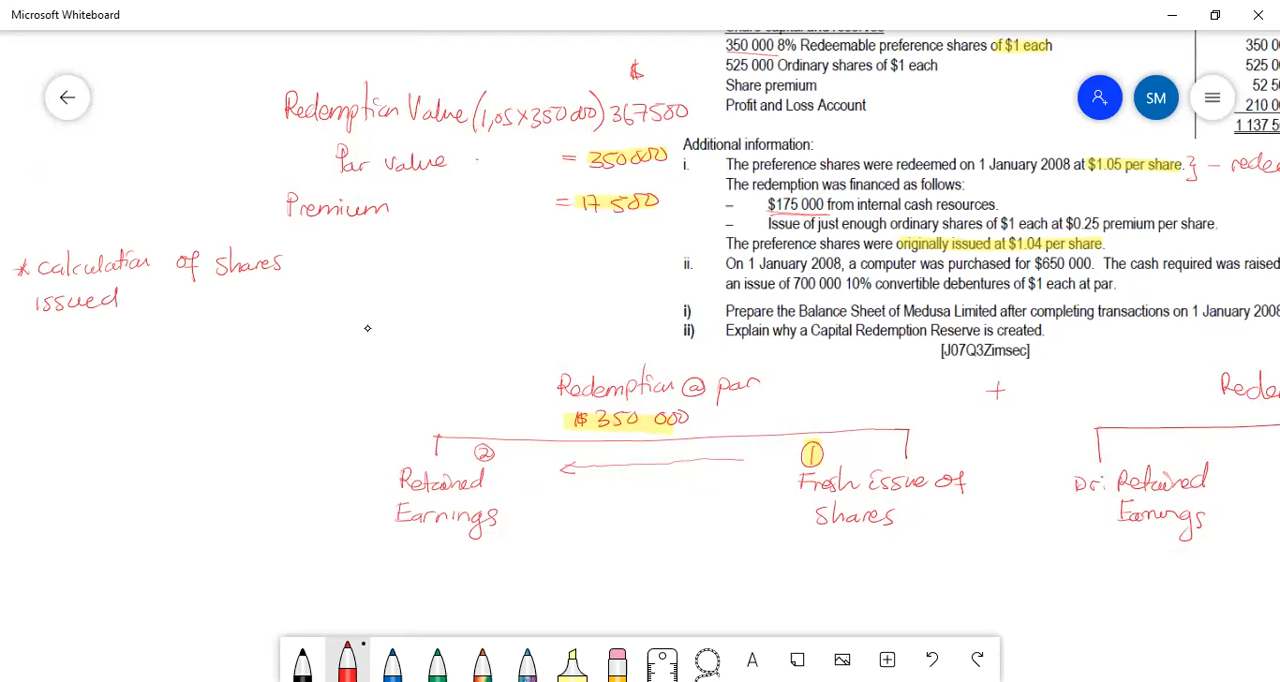 Microsoft Whiteboard
Share capital and reserves
350 000 8% Redeemable preference shares of $1 each 350 0
525 000 Ordinary shares of $1 each 525 0
Share premium 52 5
Profit and Loss Account 210 0
1 137 5
SM
$
Redemption Value (1,05×350 000) 367500
Par value = 350000
Premium = 17 500
* Calculation of shares
issued
Additional information:
i. The preference shares were redeemed on 1 January 2008 at $1.05 per share. } - redee
The redemption was financed as follows:
– $175 000 from internal cash resources.
– Issue of just enough ordinary shares of $1 each at $0.25 premium per share.
The preference shares were originally issued at $1.04 per share.
ii. On 1 January 2008, a computer was purchased for $650 000. The cash required was raised
an issue of 700 000 10% convertible debentures of $1 each at par.
i) Prepare the Balance Sheet of Medusa Limited after completing transactions on 1 January 2008
ii) Explain why a Capital Redemption Reserve is created.
[J07Q3Zimsec]
Redemption @ par + Rede
$ 350 000
② ①
Retained Fresh issue of Dr: Retained
Earnings Shares Earnings
A